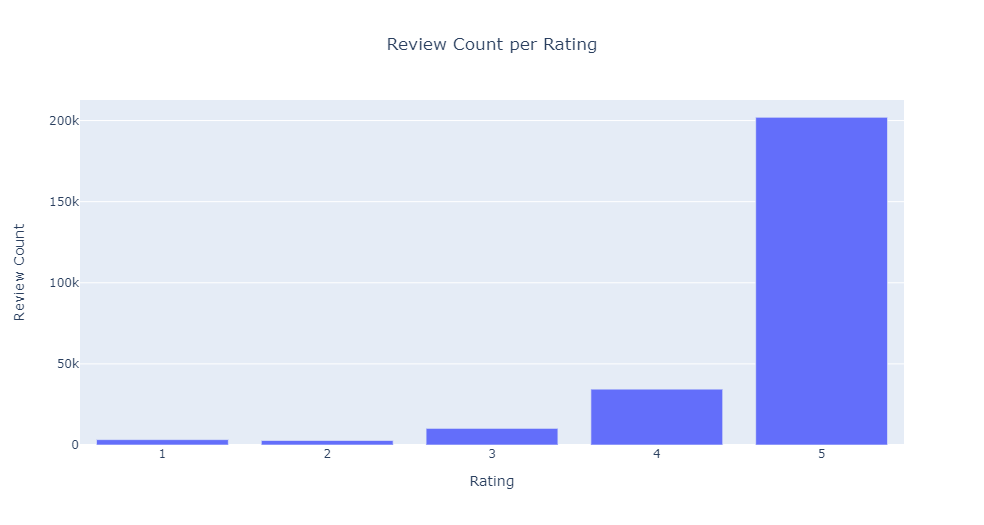 Review Count per Rating
200k
150k
100k
50k
0
Review Count
1 2 3 4 5
Rating